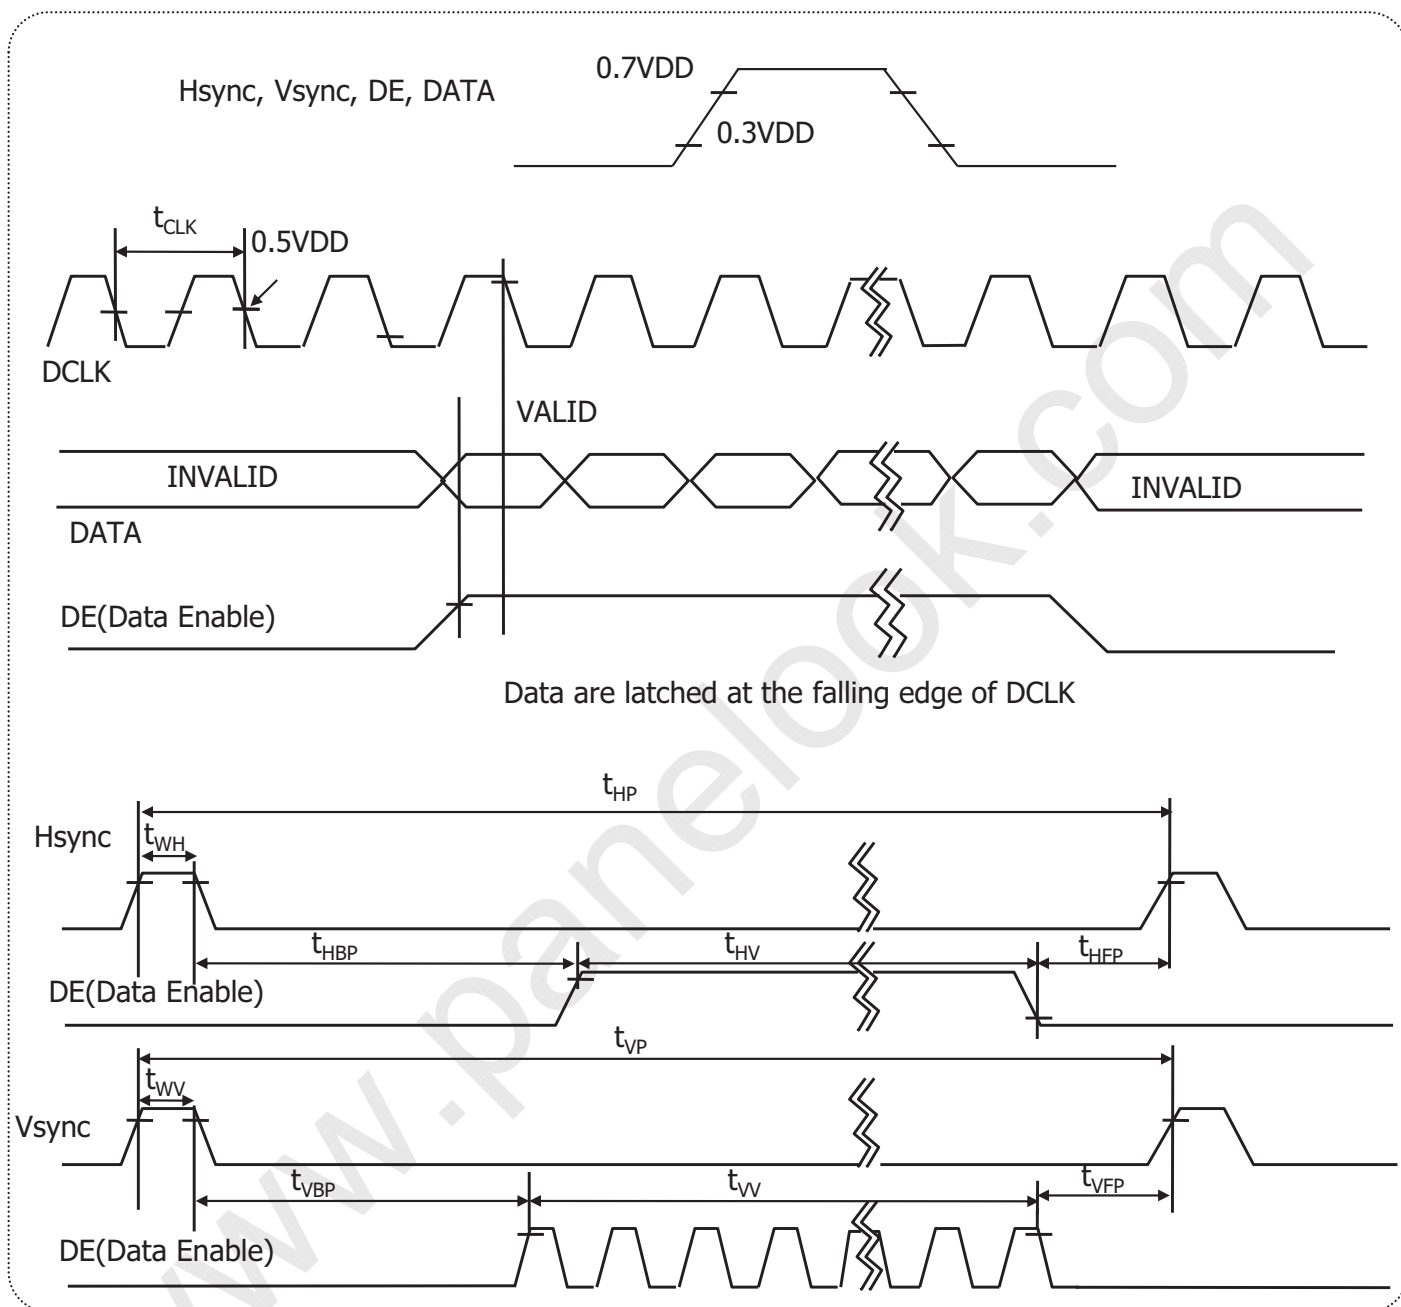 0.7VDD
Hsync, Vsync, DE, DATA
0.3VDD
tCLK
0.5VDD
DCLK
VALID
INVALID
INVALID
DATA
DE(Data Enable)
Data are latched at the falling edge of DCLK
tHP
Hsync
tWH
tHBP
tHV
tHFP
DE(Data Enable)
tVP
tWV
Vsync
tVBP
tVV
tVFP
DE(Data Enable)
www.panelook.com